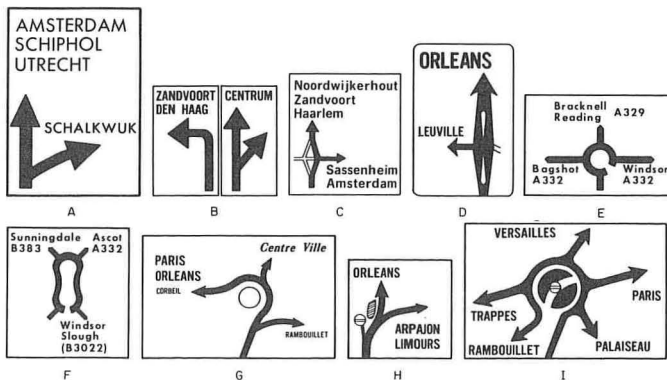 AMSTERDAM
SCHIPHOL
UTRECHT
SCHALKWUK
A
ZANDVOORT
DEN HAAG
CENTRUM
B
Noordwijkerhout
Zandvoort
Haarlem
Sassenheim
Amsterdam
C
ORLEANS
LEUVILLE
D
Bracknell
Reading A329
Bagshot
A332
Windsor
A332
E
Sunningdale
B383
Ascot
A332
Windsor
Slough
(B3022)
F
Centre Ville
PARIS
ORLEANS
CORBEIL
RAMBOUILLET
G
ORLEANS
ARPAJON
LIMOURS
H
VERSAILLES
PARIS
TRAPPES
RAMBOUILLET
PALAISEAU
I